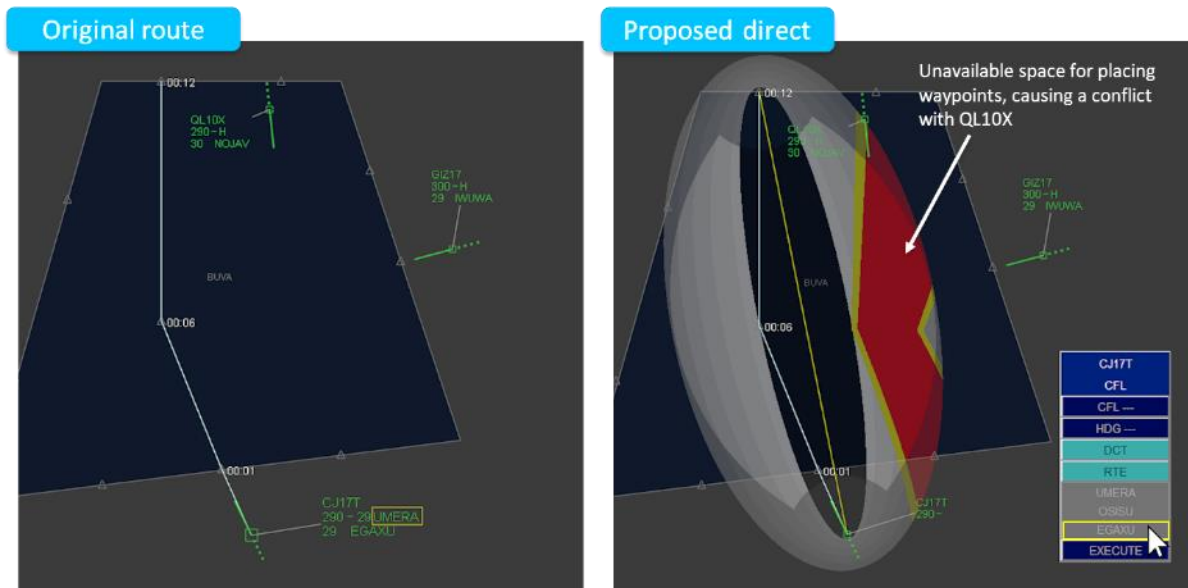 Original route
00:12
QL10X
290-H
30 NOJAV
GIZ17
300-H
29 IWUWA
BUVA
00:06
00:01
CJ17T
290-29 UMERA
29 EGAXU
Proposed direct
Unavailable space for placing
waypoints, causing a conflict
with QL10X
00:12
30 NOJAV
GIZ17
300-H
29 IWUWA
BUVA
00:06
00:01
CJ17T
290-
CJ17T
CFL
CFL ---
HDG ---
DCT
RTE
UMERA
OSISU
EGAXU
EXECUTE